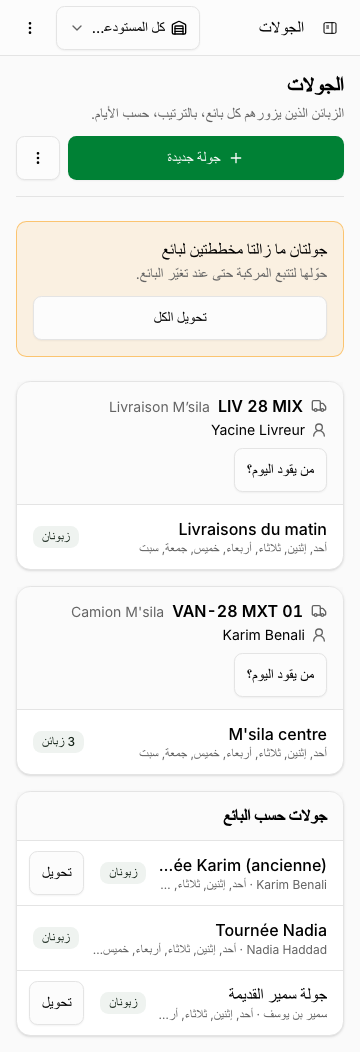 الجولات
كل المستودعـ...
الجولات
الزبائن الذين يزورهم كل بائع، بالترتيب، حسب الأيام.
جولة جديدة
جولتان ما زالتا مخططتين لبائع
حوّلها لتتبع المركبة حتى عند تغيّر البائع.
تحويل الكل
LIV 28 MIX Livraison M’sila
Yacine Livreur
من يقود اليوم؟
Livraisons du matin
زبونان
أحد, إثنين, ثلاثاء, أربعاء, خميس, جمعة, سبت
VAN-28 MXT 01 Camion M'sila
Karim Benali
من يقود اليوم؟
M'sila centre
3 زبائن
أحد, إثنين, ثلاثاء, أربعاء, خميس, جمعة, سبت
جولات حسب البائع
...ée Karim (ancienne)
زبونان
تحويل
Karim Benali · أحد, إثنين, ثلاثاء, ...
Tournée Nadia
زبونان
Nadia Haddad · أحد, إثنين, ثلاثاء, أربعاء, خميس...
جولة سمير القديمة
زبونان
تحويل
سمير بن يوسف · أحد, إثنين, ثلاثاء, أر...